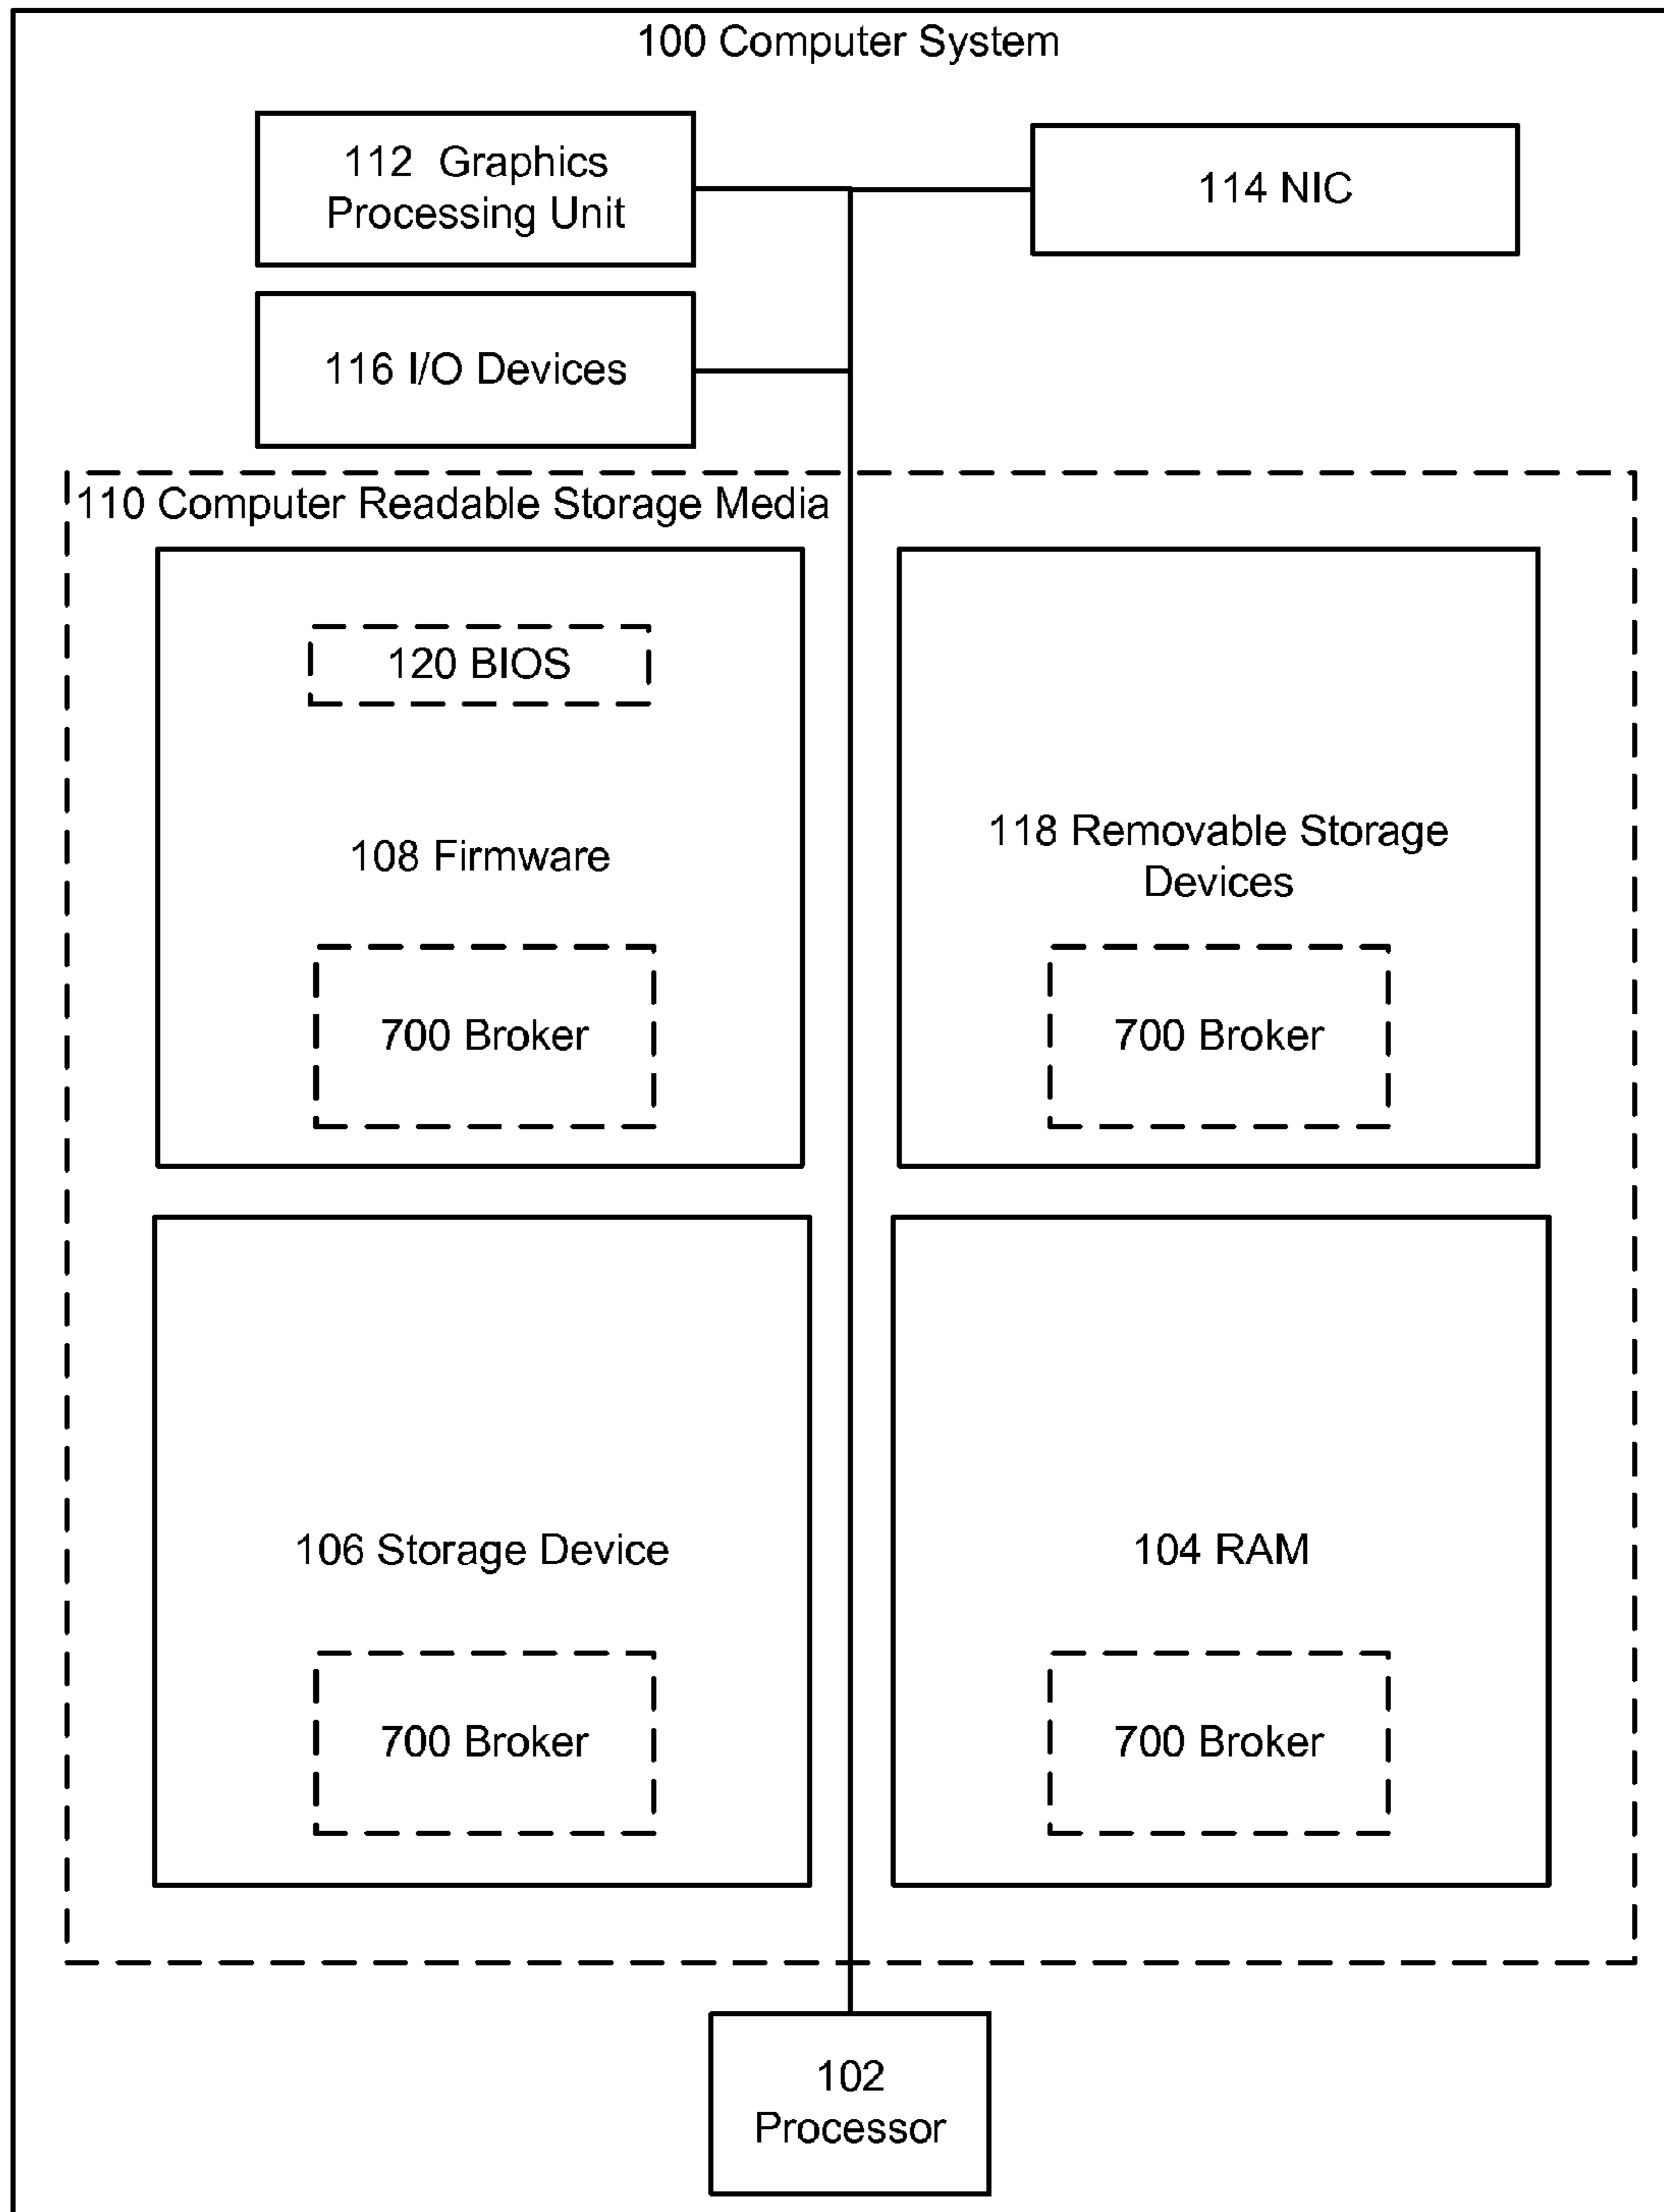 100 Computer System
112 Graphics
Processing Unit
114 NIC
116 I/O Devices
110 Computer Readable Storage Media
120 BIOS
108 Firmware
700 Broker
118 Removable Storage
Devices
700 Broker
106 Storage Device
700 Broker
104 RAM
700 Broker
102
Processor